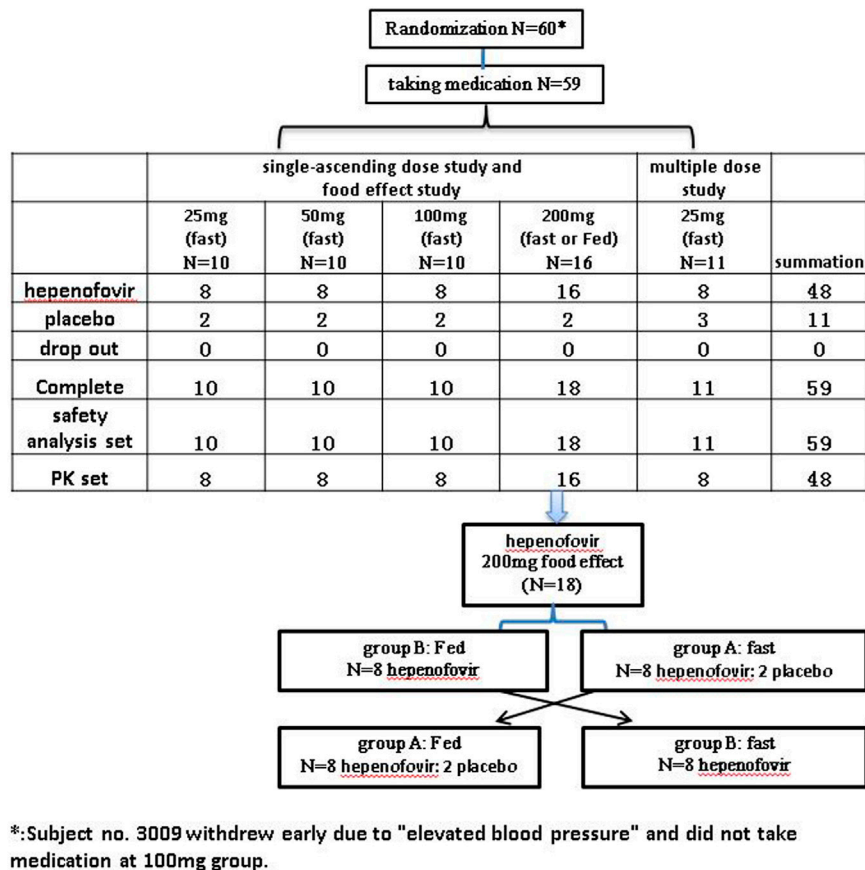 Randomization N=60*
taking medication N=59
single-ascending dose study and
food effect study
multiple dose
study
25mg
(fast)
N=10
50mg
(fast)
N=10
100mg
(fast)
N=10
200mg
(fast or Fed)
N=16
25mg
(fast)
N=11
summation
hepenofovir 8 8 8 16 8 48
placebo 2 2 2 2 3 11
drop out 0 0 0 0 0 0
Complete 10 10 10 18 11 59
safety
analysis set 10 10 10 18 11 59
PK set 8 8 8 16 8 48
hepenofovir
200mg food effect
(N=18)
group B: Fed
N=8 hepenofovir
group A: fast
N=8 hepenofovir: 2 placebo
group A: Fed
N=8 hepenofovir: 2 placebo
group B: fast
N=8 hepenofovir
*:Subject no. 3009 withdrew early due to "elevated blood pressure" and did not take
medication at 100mg group.